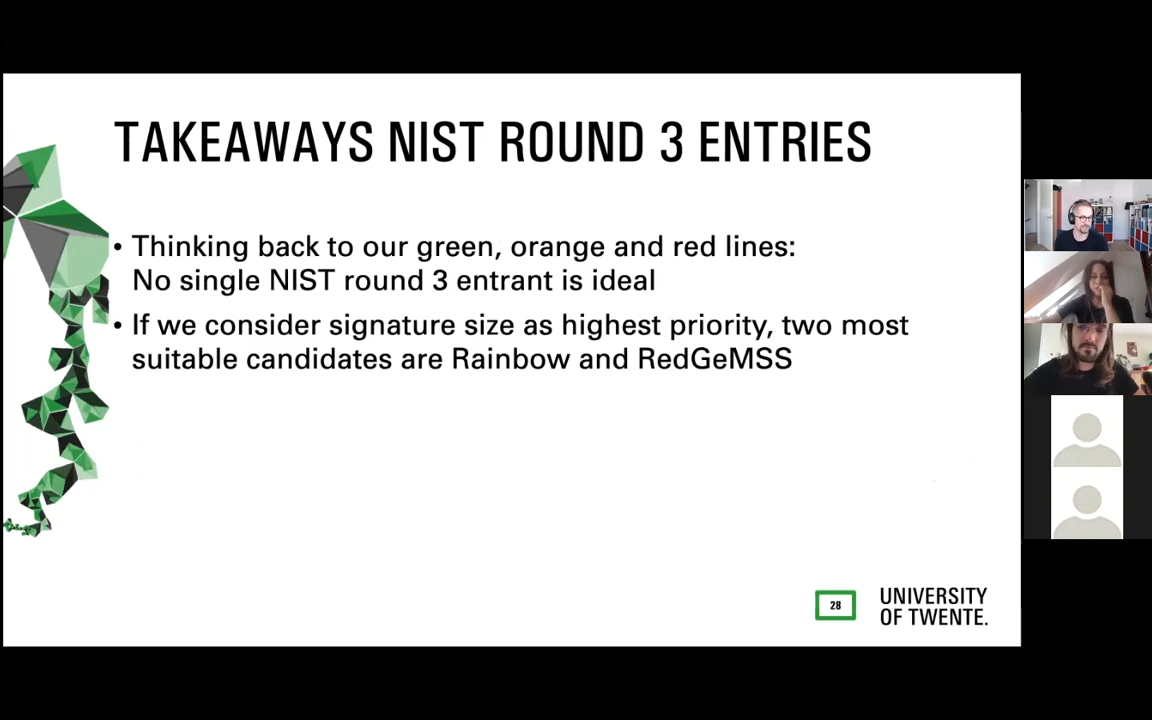 TAKEAWAYS NIST ROUND 3 ENTRIES
• Thinking back to our green, orange and red lines:
No single NIST round 3 entrant is ideal
• If we consider signature size as highest priority, two most
suitable candidates are Rainbow and RedGeMSS
28
UNIVERSITY
OF TWENTE.